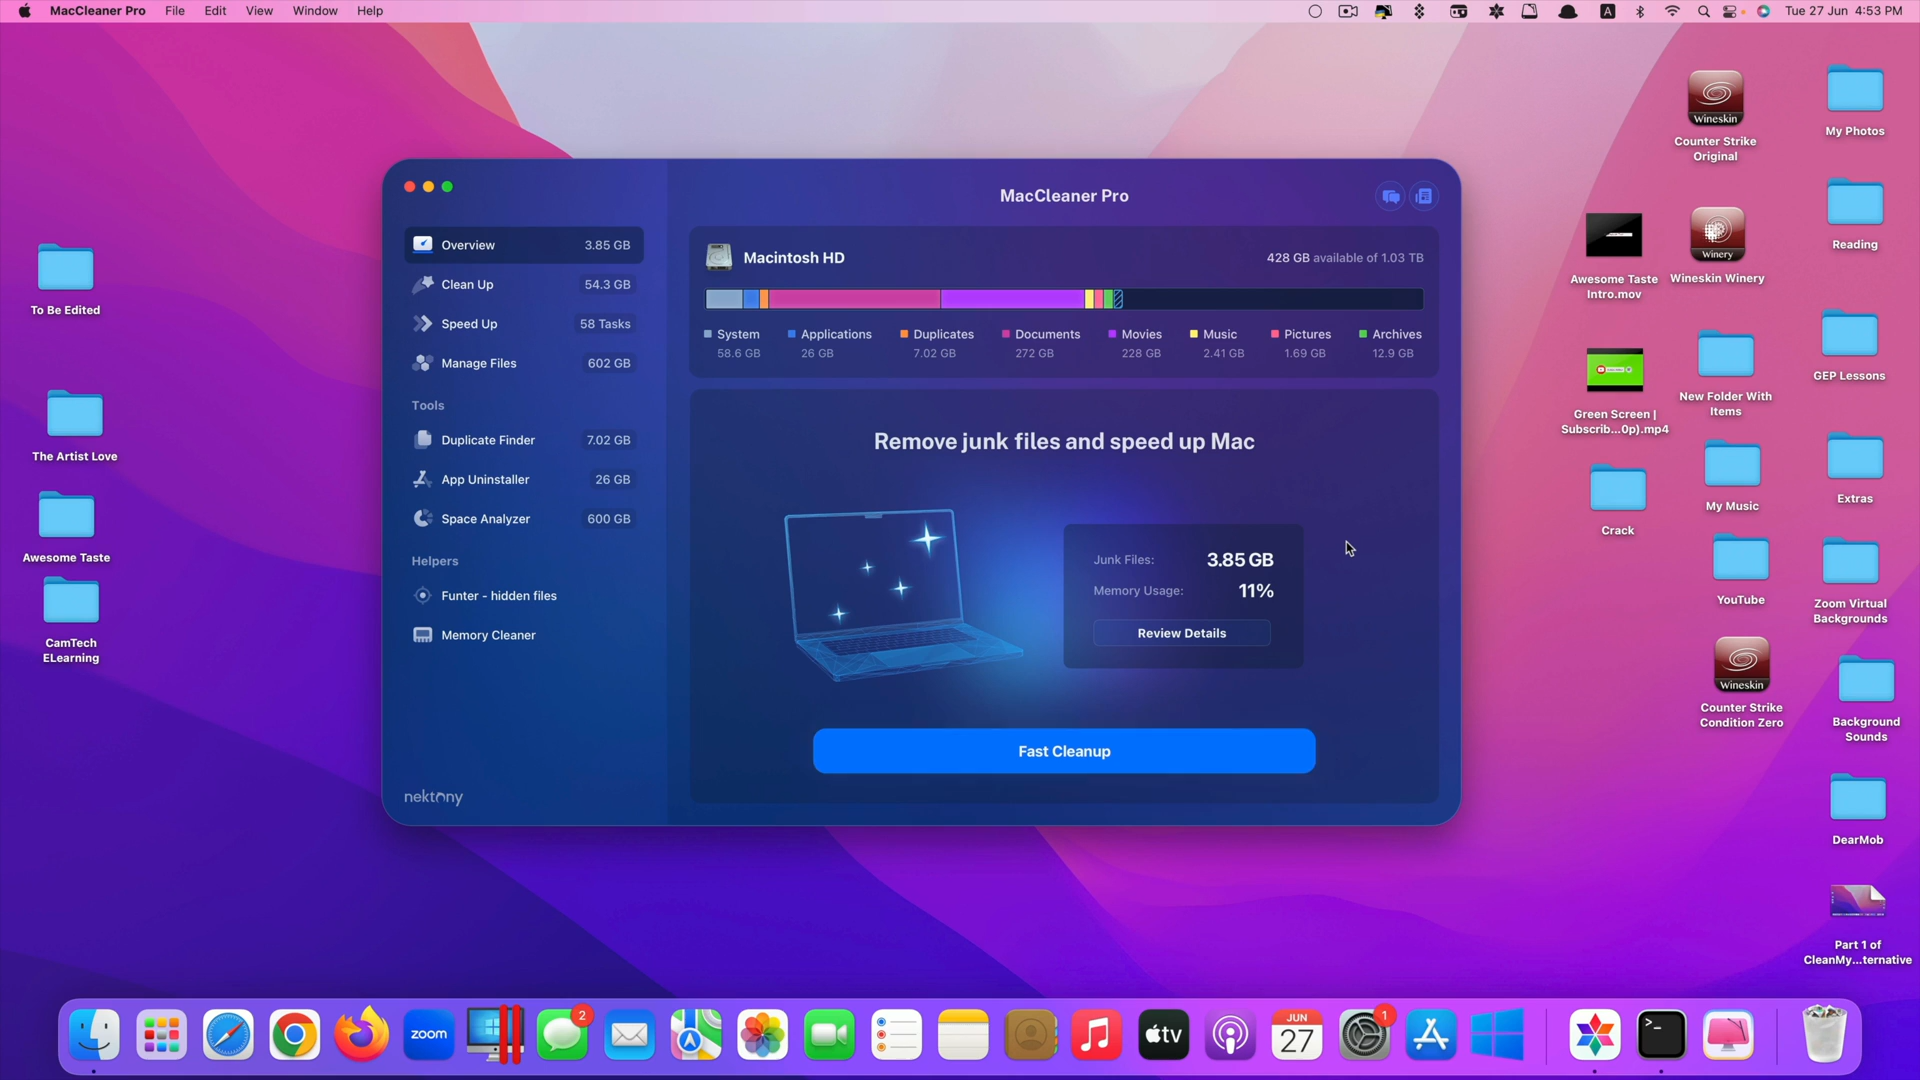 MacCleaner Pro File Edit View Window Help
A Tue 27 Jun 4:53 PM
MacCleaner Pro
Overview 3.85 GB
Clean Up 54.3 GB
Speed Up 58 Tasks
Manage Files 602 GB
Tools
Duplicate Finder 7.02 GB
App Uninstaller 26 GB
Space Analyzer 600 GB
Helpers
Funter - hidden files
Memory Cleaner
nektony
Macintosh HD
428 GB available of 1.03 TB
System Applications Duplicates Documents Movies Music Pictures Archives
58.6 GB 26 GB 7.02 GB 272 GB 228 GB 2.41 GB 1.69 GB 12.9 GB
Remove junk files and speed up Mac
Junk Files: 3.85 GB
Memory Usage: 11%
Review Details
Fast Cleanup
To Be Edited
The Artist Love
Awesome Taste
CamTech
ELearning
Wineskin
Counter Strike
Original
My Photos
Reading
Awesome Taste
Intro.mov
Winery
Wineskin Winery
Green Screen |
Subscrib...0p).mp4
New Folder With
Items
GEP Lessons
Crack
My Music
Extras
YouTube
Zoom Virtual
Backgrounds
Wineskin
Counter Strike
Condition Zero
Background
Sounds
DearMob
Part 1 of
CleanMy...ternative
zoom
2
tv
JUN
27
1
>_